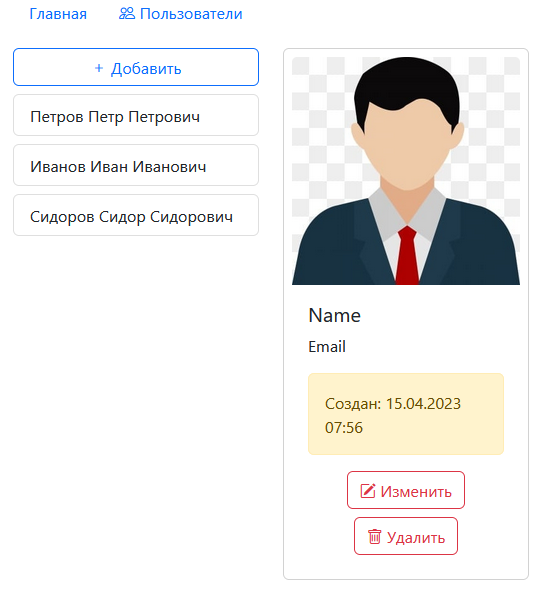 Главная Пользователи
+ Добавить
Петров Петр Петрович
Иванов Иван Иванович
Сидоров Сидор Сидорович
Name
Email
Создан: 15.04.2023
07:56
Изменить
Удалить